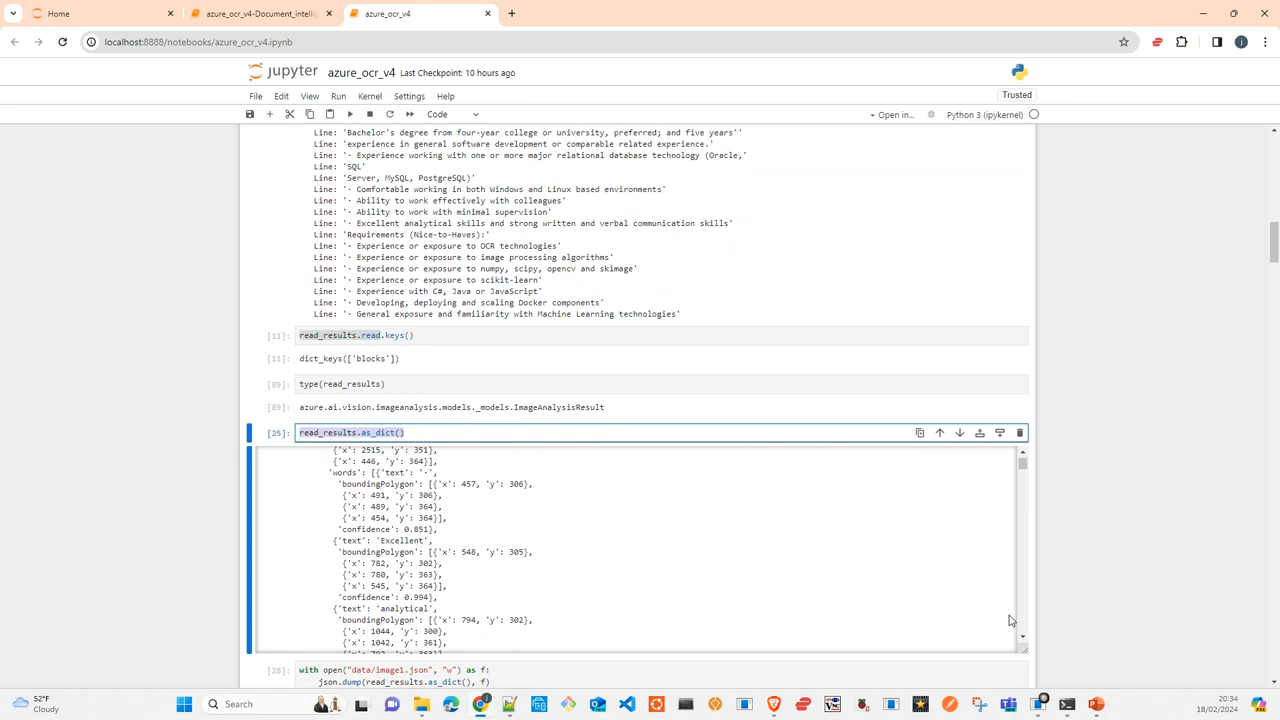 Home
azure_ocr_v4-Document_intellig
azure_ocr_v4
localhost:8888/notebooks/azure_ocr_v4.ipynb
jupyter azure_ocr_v4 Last Checkpoint: 10 hours ago
File Edit View Run Kernel Settings Help
Trusted
Code
Open in...
Python 3 (ipykernel)
Line: 'Bachelor's degree from four-year college or university, preferred; and five years''
Line: 'experience in general software development or comparable related experience.'
Line: '· Experience working with one or more major relational database technology (Oracle,'
Line: 'SQL'
Line: 'Server, MySQL, PostgreSQL)'
Line: '· Comfortable working in both Windows and Linux based environments'
Line: '· Ability to work effectively with colleagues'
Line: '· Ability to work with minimal supervision'
Line: '· Excellent analytical skills and strong written and verbal communication skills'
Line: 'Requirements (Nice-to-Haves):'
Line: '· Experience or exposure to OCR technologies'
Line: '· Experience or exposure to image processing algorithms'
Line: '· Experience or exposure to numpy, scipy, opencv and skimage'
Line: '· Experience or exposure to scikit-learn'
Line: '· Experience with C#, Java or JavaScript'
Line: '· Developing, deploying and scaling Docker components'
Line: '· General exposure and familiarity with Machine Learning technologies'
[11]: read_results.read.keys()
[11]: dict_keys(['blocks'])
[89]: type(read_results)
[89]: azure.ai.vision.imageanalysis.models._models.ImageAnalysisResult
[25]: read_results.as_dict()
{'x': 2515, 'y': 351},
{'x': 446, 'y': 364}],
'words': [{'text': '·',
'boundingPolygon': [{'x': 457, 'y': 306},
{'x': 491, 'y': 306},
{'x': 489, 'y': 364},
{'x': 454, 'y': 364}],
'confidence': 0.851},
{'text': 'Excellent',
'boundingPolygon': [{'x': 548, 'y': 305},
{'x': 782, 'y': 302},
{'x': 780, 'y': 363},
{'x': 545, 'y': 364}],
'confidence': 0.994},
{'text': 'analytical',
'boundingPolygon': [{'x': 794, 'y': 302},
{'x': 1044, 'y': 300},
{'x': 1042, 'y': 361},
[28]: with open("data/image1.json", "w") as f:
json.dump(read_results.as_dict(), f)
52°F
Cloudy
Search
20:34
18/02/2024